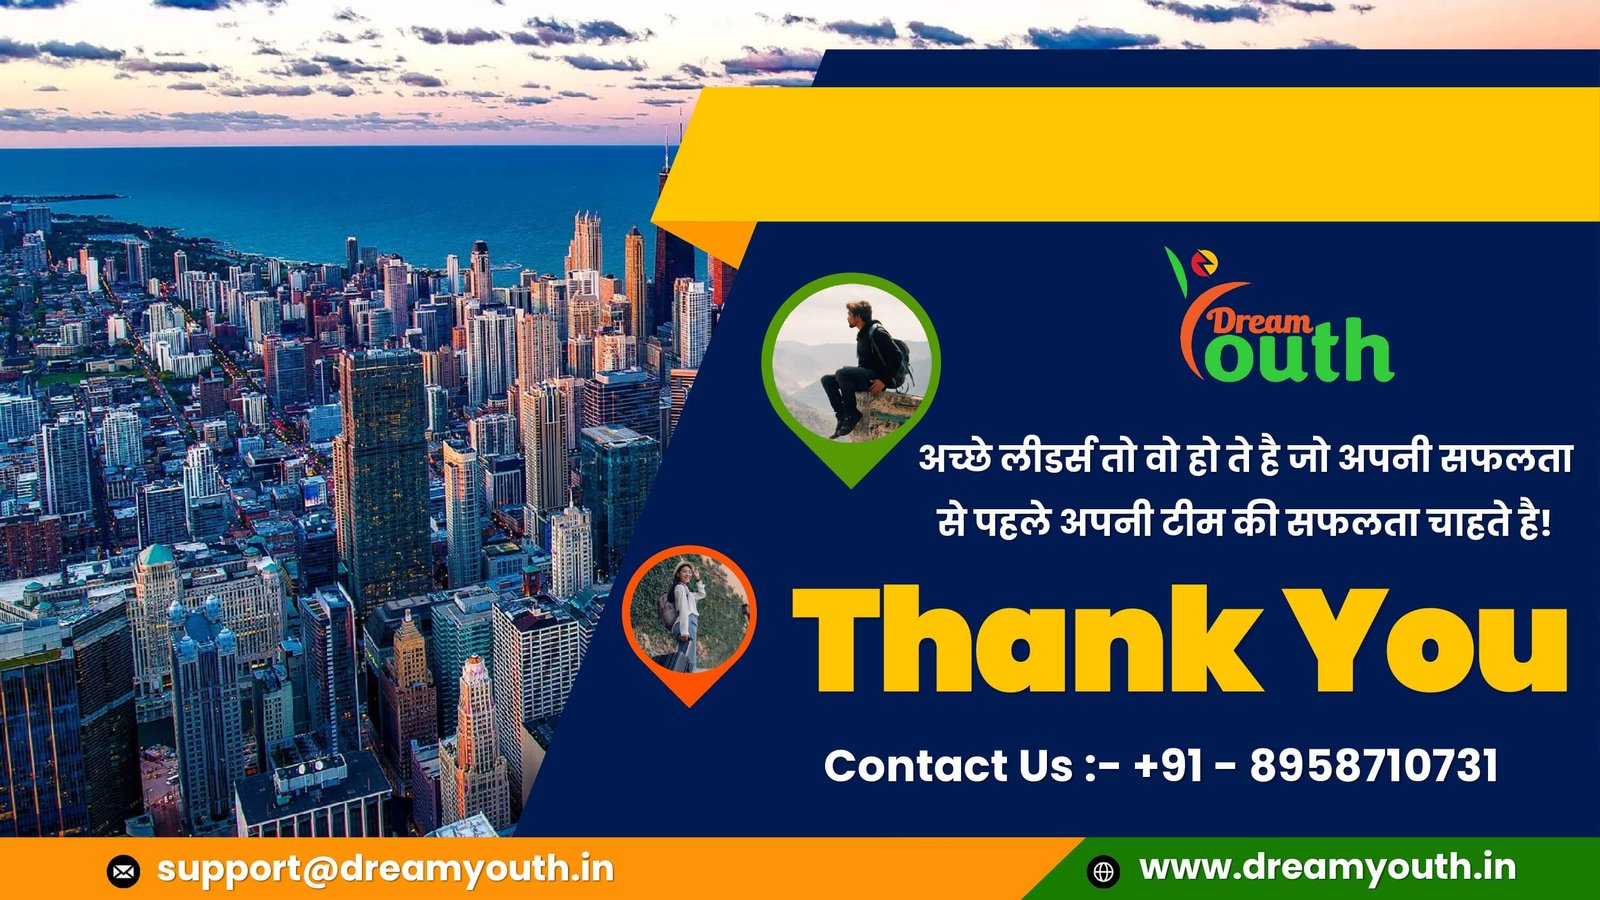 Dream
Youth
अच्छे लीडर्स तो वो हो ते है जो अपनी सफलता
से पहले अपनी टीम की सफलता चाहते है!
Thank You
Contact Us :- +91 - 8958710731
support@dreamyouth.in
www.dreamyouth.in